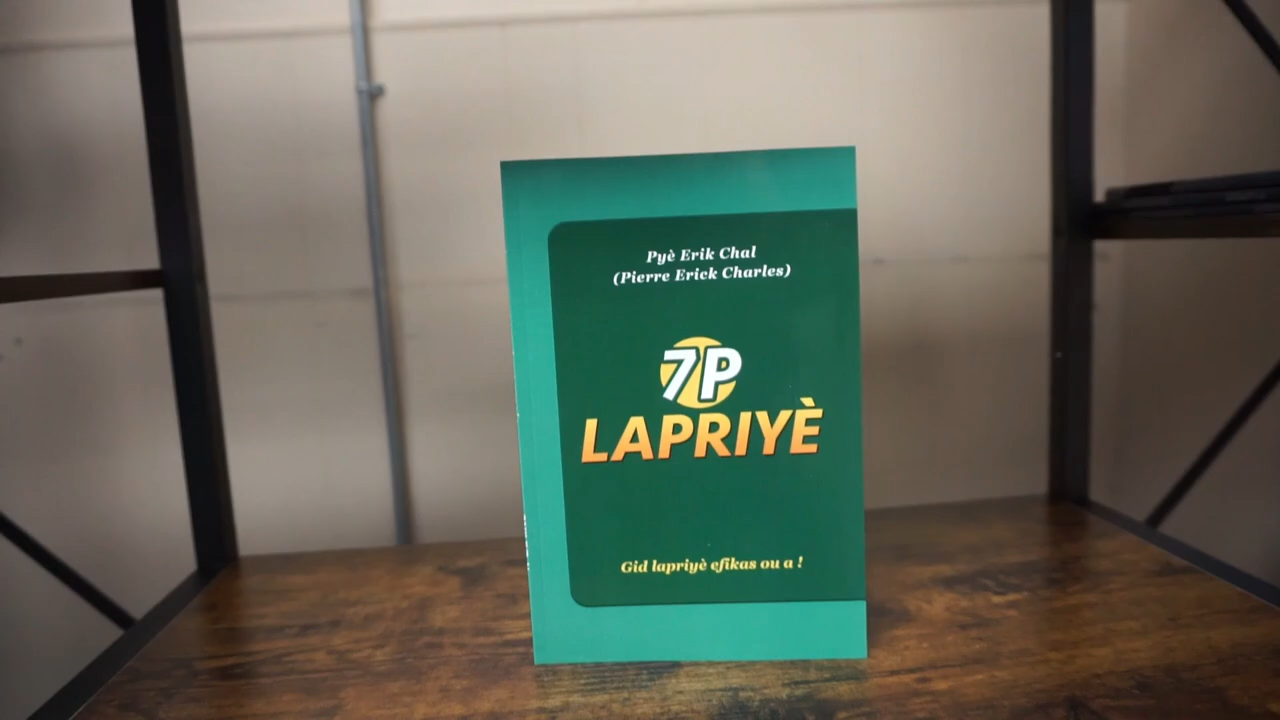 Pyè Erik Chal
(Pierre Erick Charles)
7P
LAPRIYÈ
Gid lapriyè efikas ou a !